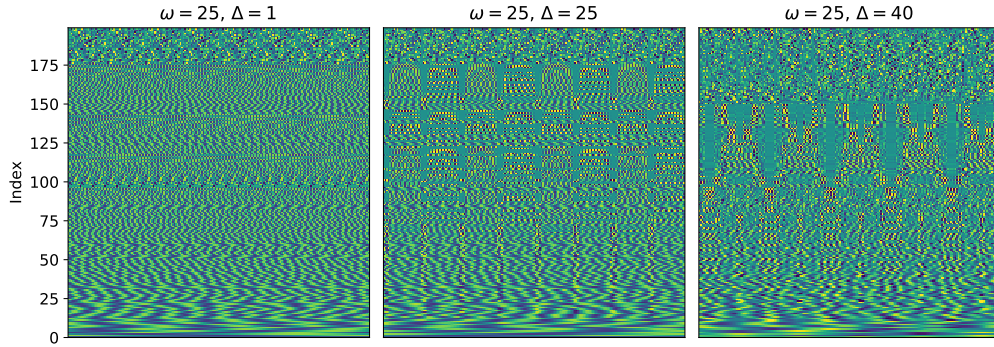 ω = 25, Δ = 1
ω = 25, Δ = 25
ω = 25, Δ = 40
Index
175
150
125
100
75
50
25
0